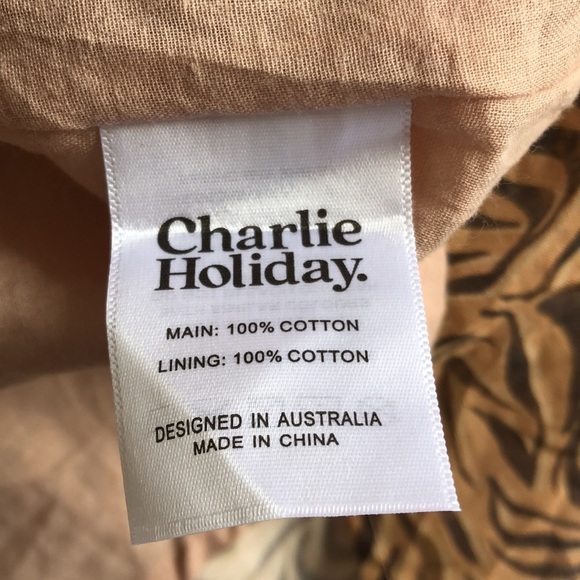 Charlie
Holiday.
MAIN: 100% COTTON
LINING: 100% COTTON
DESIGNED IN AUSTRALIA
MADE IN CHINA